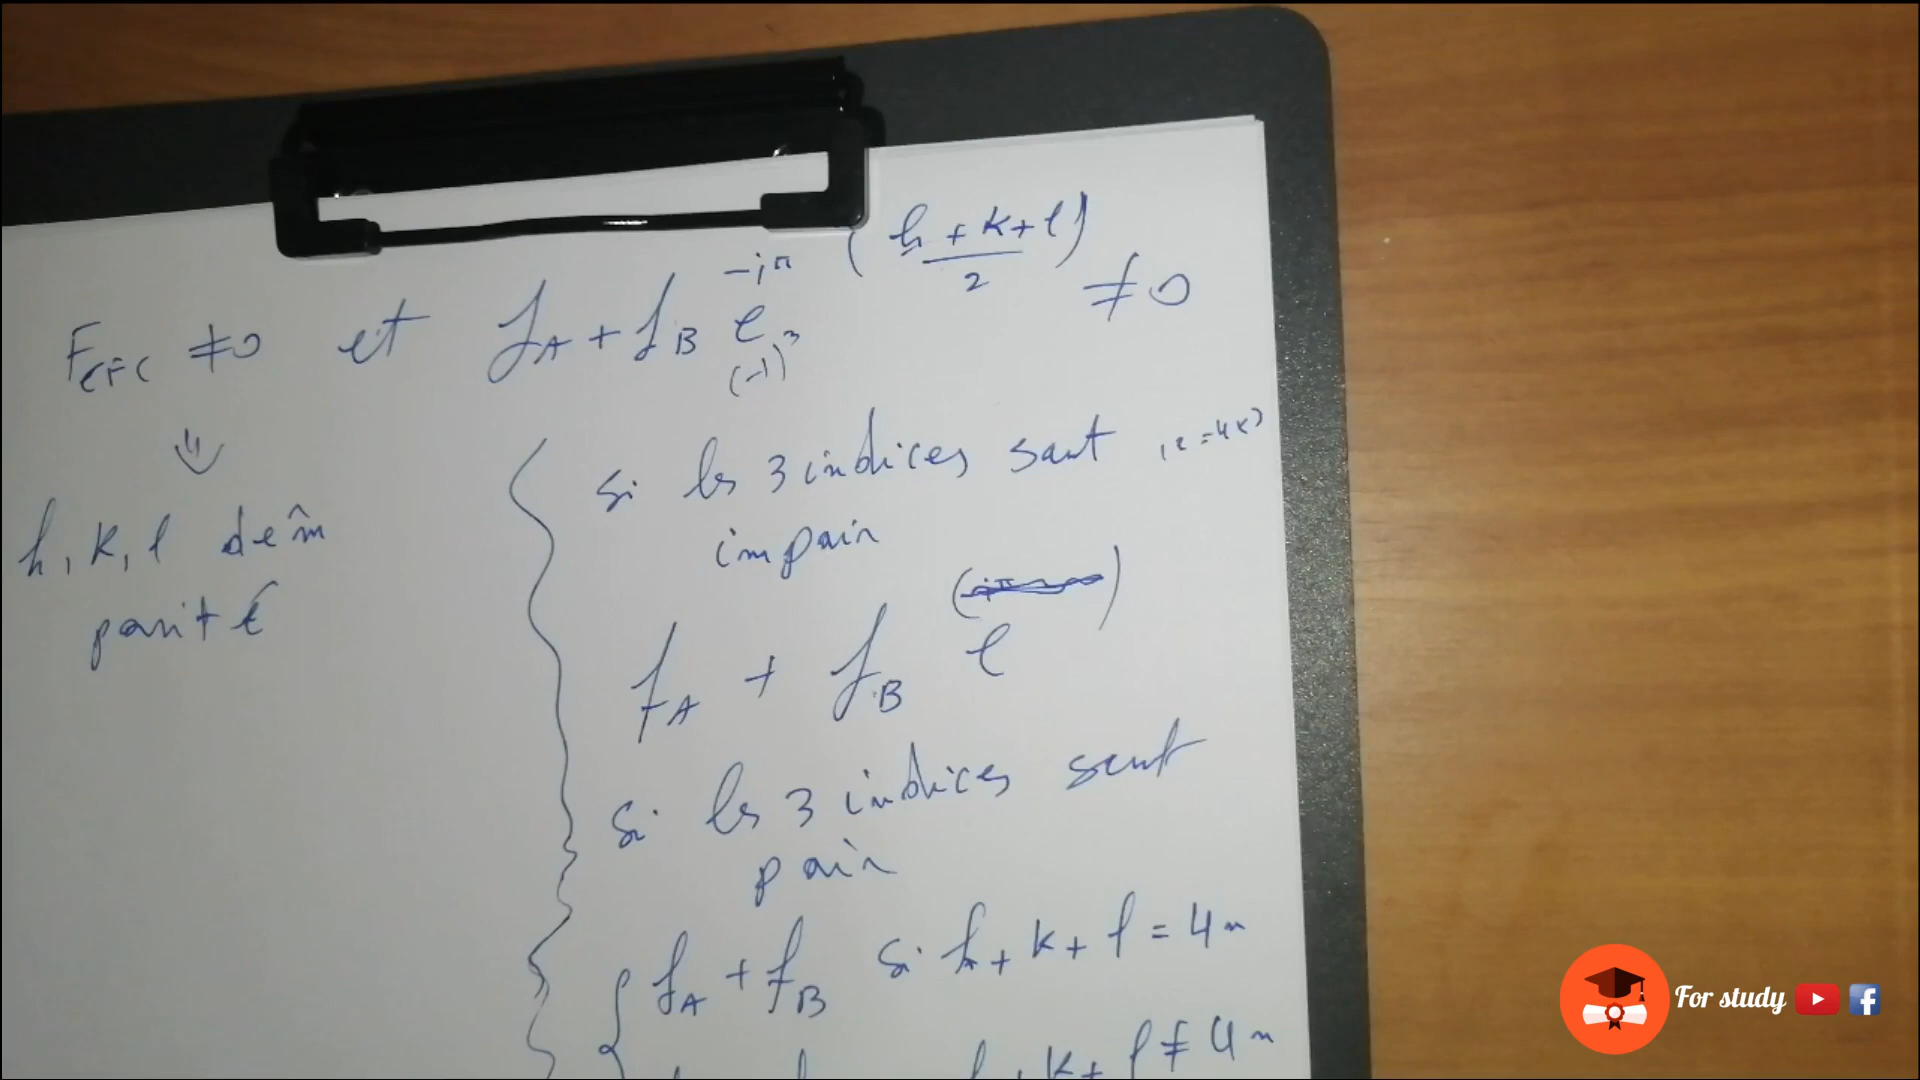 F_CFC ≠ 0 et f_A + f_B e^{-iπ (h+k+l)/2} ≠ 0
(-1)^n
h, k, l de m̂
parité
si les 3 indices sont
impair
f_A + f_B e
si les 3 indices sont
pair
f_A + f_B si h + k + l = 4n
k + l ≠ 4n
For study